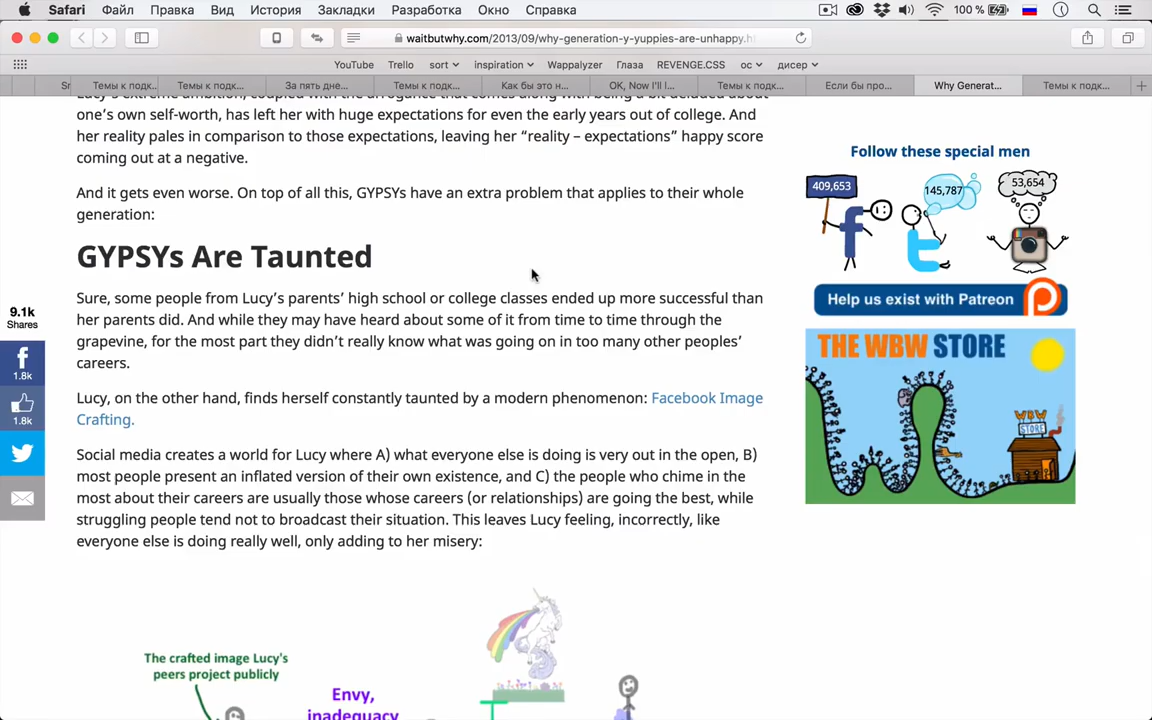 Safari Файл Правка Вид История Закладки Разработка Окно Справка 100 %
waitbutwhy.com/2013/09/why-generation-y-yuppies-are-unhappy.h
YouTube Trello sort inspiration Wappalyzer Глаза REVENGE.CSS ос дисер
Темы к подк... Темы к подк... За пять дне... Темы к подк... Как бы это н... OK, Now I'll l... Темы к подк... Если бы про... Why Generat... Темы к подк...
Lucy's extreme ambition, coupled with the arrogance that comes along with being a bit deluded about
one's own self-worth, has left her with huge expectations for even the early years out of college. And
her reality pales in comparison to those expectations, leaving her “reality – expectations” happy score
coming out at a negative.
And it gets even worse. On top of all this, GYPSYs have an extra problem that applies to their whole
generation:
GYPSYs Are Taunted
Sure, some people from Lucy's parents' high school or college classes ended up more successful than
her parents did. And while they may have heard about some of it from time to time through the
grapevine, for the most part they didn't really know what was going on in too many other peoples'
careers.
Lucy, on the other hand, finds herself constantly taunted by a modern phenomenon: Facebook Image
Crafting.
Social media creates a world for Lucy where A) what everyone else is doing is very out in the open, B)
most people present an inflated version of their own existence, and C) the people who chime in the
most about their careers are usually those whose careers (or relationships) are going the best, while
struggling people tend not to broadcast their situation. This leaves Lucy feeling, incorrectly, like
everyone else is doing really well, only adding to her misery:
The crafted image Lucy's
peers project publicly
Envy,
inadequacy
9.1k
Shares
1.8k
1.8k
Follow these special men
409,653
145,787
53,654
Help us exist with Patreon
THE WBW STORE
STORE